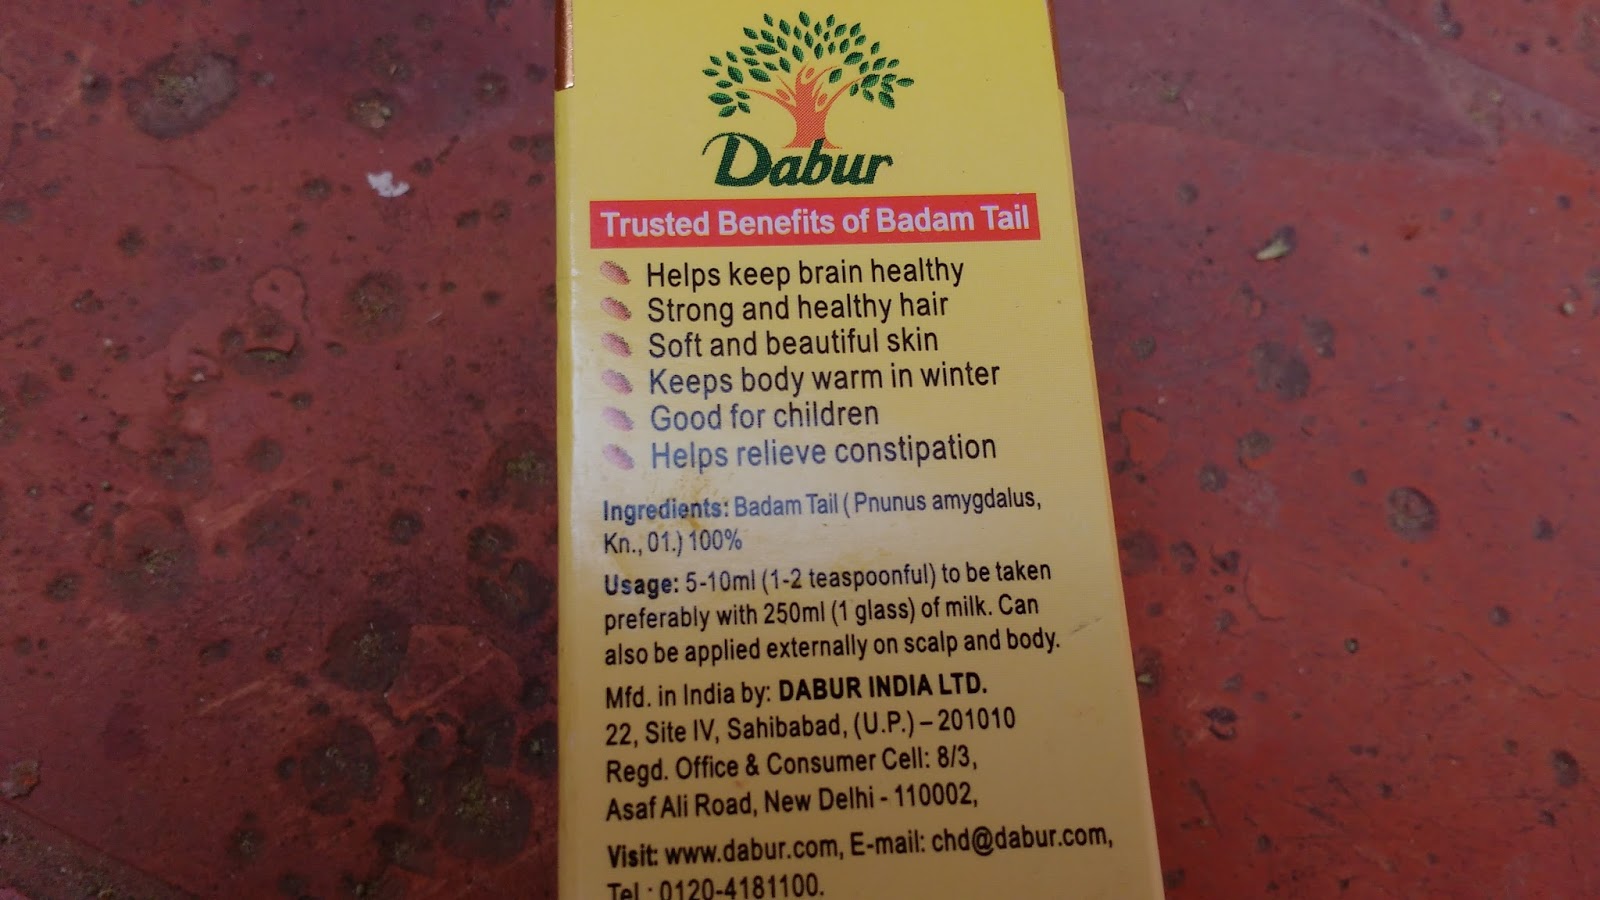 Dabur
Trusted Benefits of Badam Tail
Helps keep brain healthy
Strong and healthy hair
Soft and beautiful skin
Keeps body warm in winter
Good for children
Helps relieve constipation
Ingredients: Badam Tail ( Pnunus amygdalus,
Kn., 01.) 100%
Usage: 5-10ml (1-2 teaspoonful) to be taken
preferably with 250ml (1 glass) of milk. Can
also be applied externally on scalp and body.
Mfd. in India by: DABUR INDIA LTD.
22, Site IV, Sahibabad, (U.P.) – 201010
Regd. Office & Consumer Cell: 8/3,
Asaf Ali Road, New Delhi - 110002,
Visit: www.dabur.com, E-mail: chd@dabur.com,
Tel : 0120-4181100.